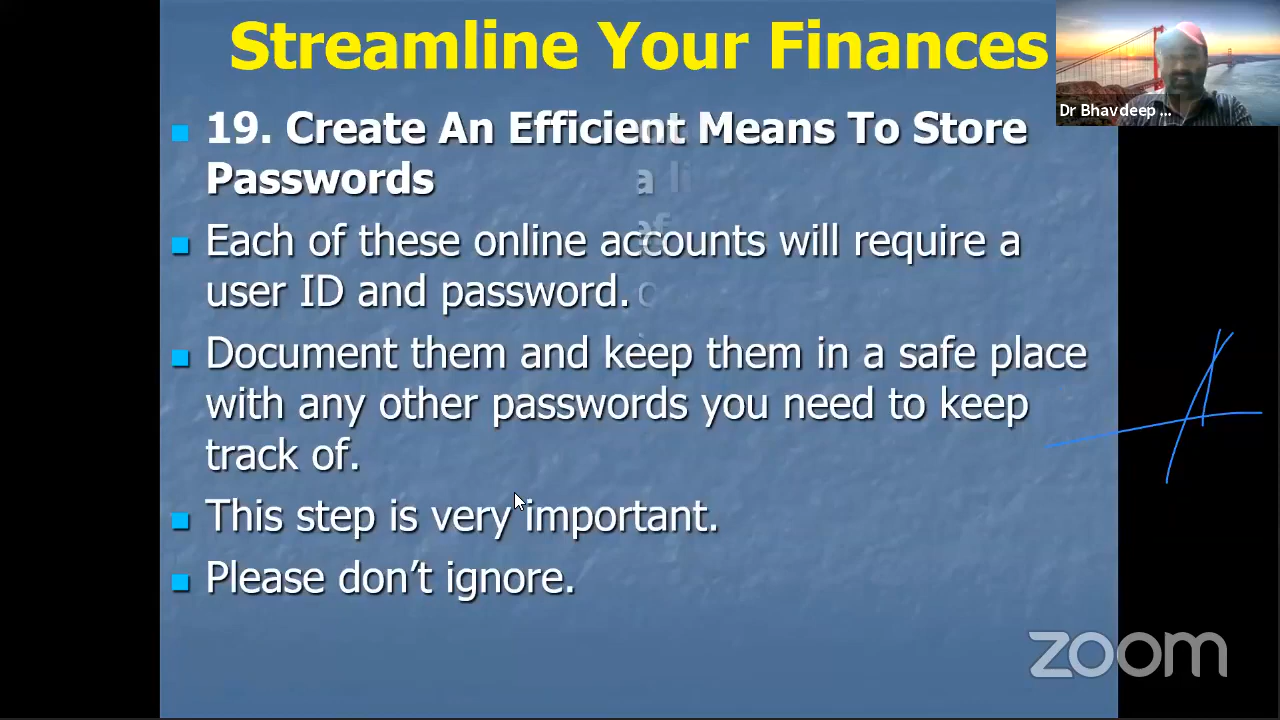 Streamline Your Finances
19. Create An Efficient Means To Store
Passwords
Each of these online accounts will require a
user ID and password.
Document them and keep them in a safe place
with any other passwords you need to keep
track of.
This step is very important.
Please don’t ignore.
Dr Bhavdeep ...
zoom